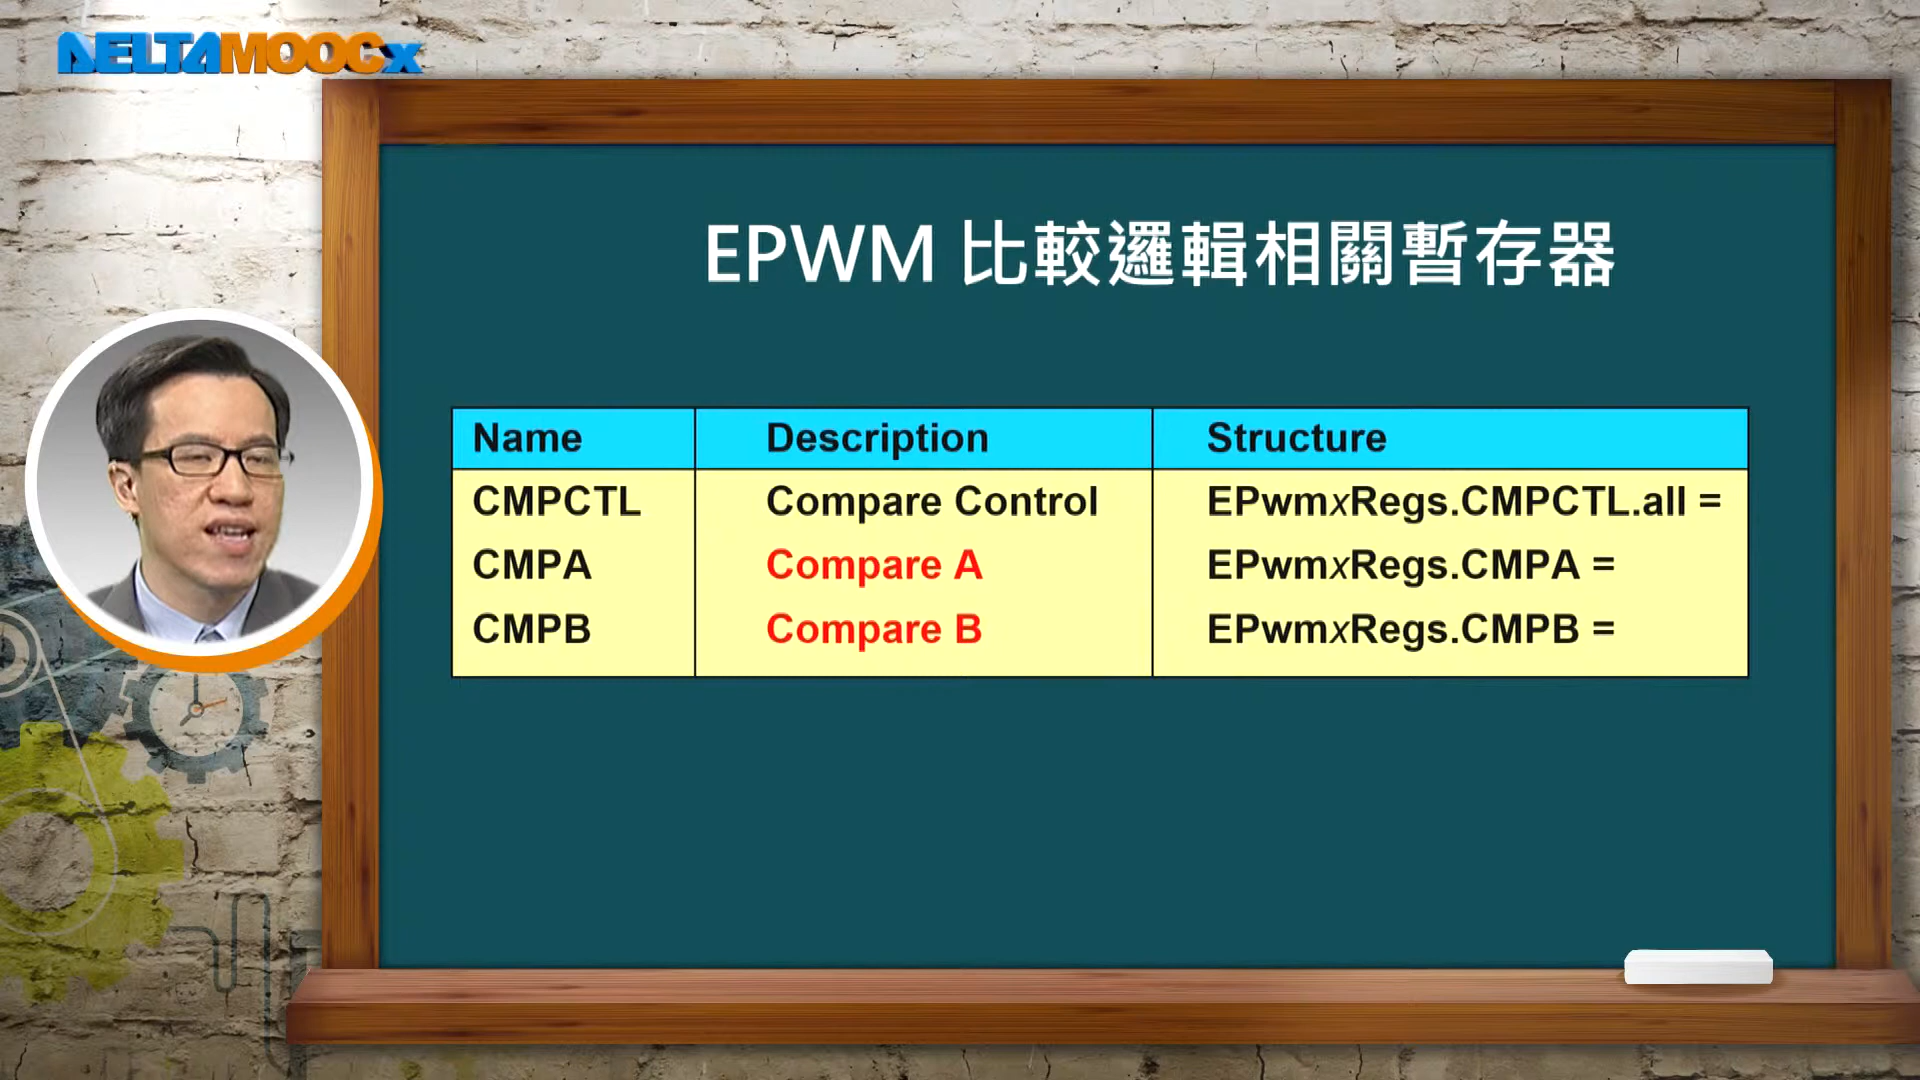 DELTAMOOCx
EPWM 比較邏輯相關暫存器
Name Description Structure
CMPCTL Compare Control EPwmxRegs.CMPCTL.all =
CMPA Compare A EPwmxRegs.CMPA =
CMPB Compare B EPwmxRegs.CMPB =